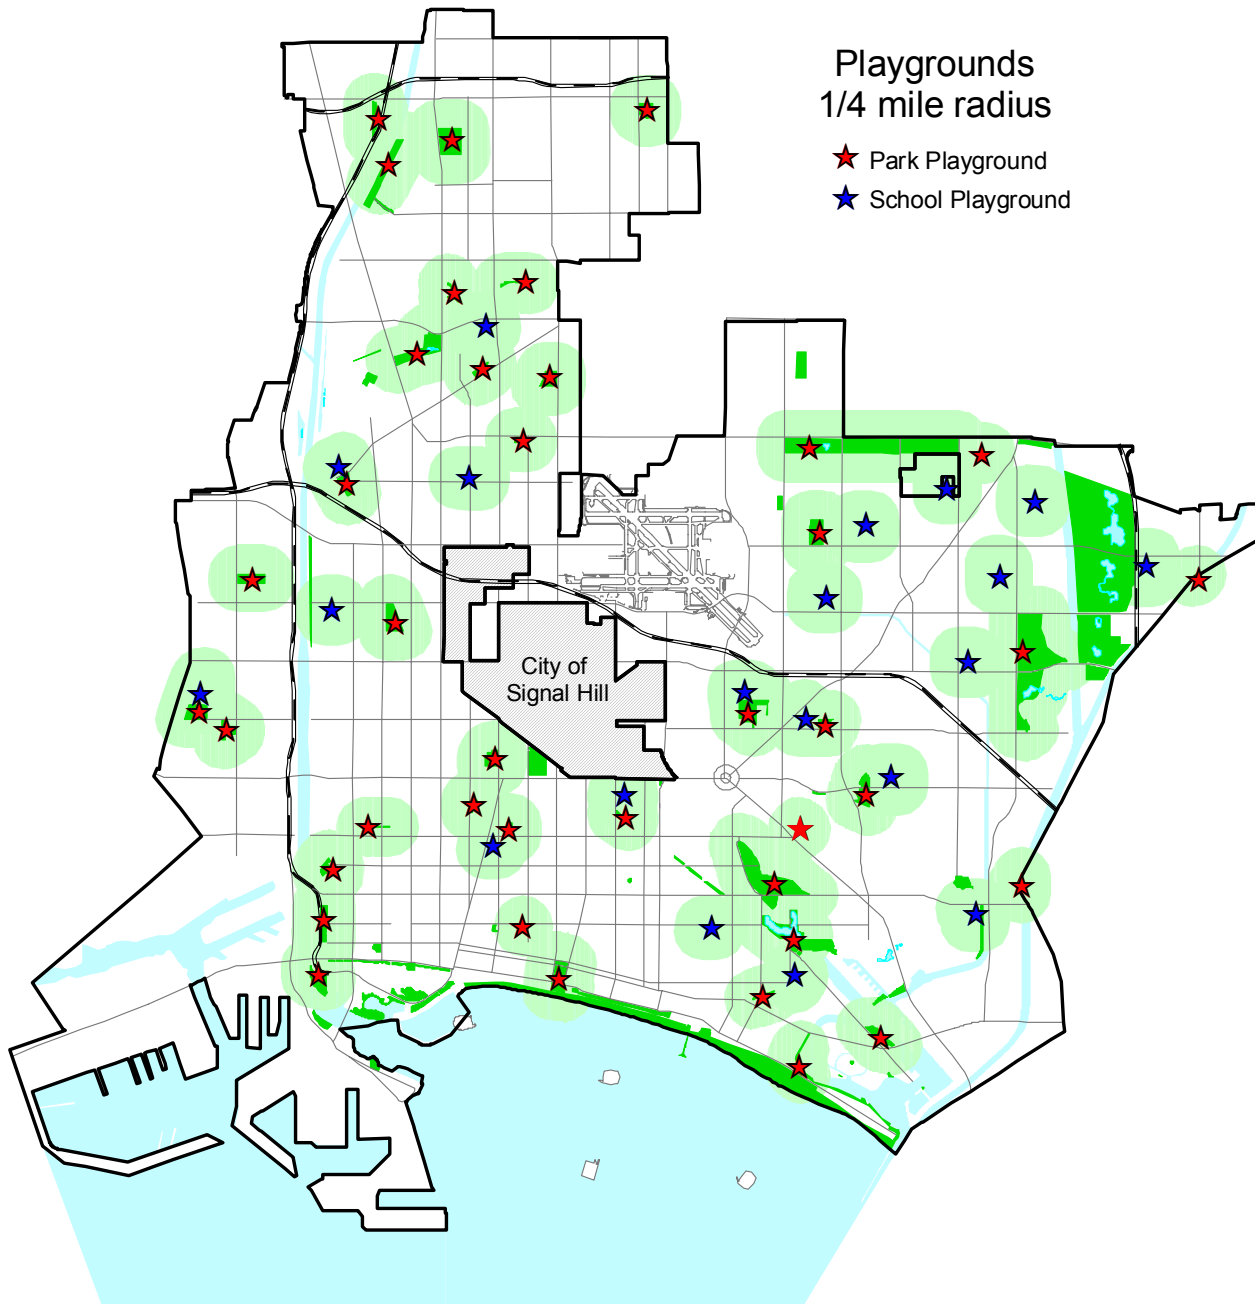 Playgrounds
1/4 mile radius
Park Playground
School Playground
City of
Signal Hill